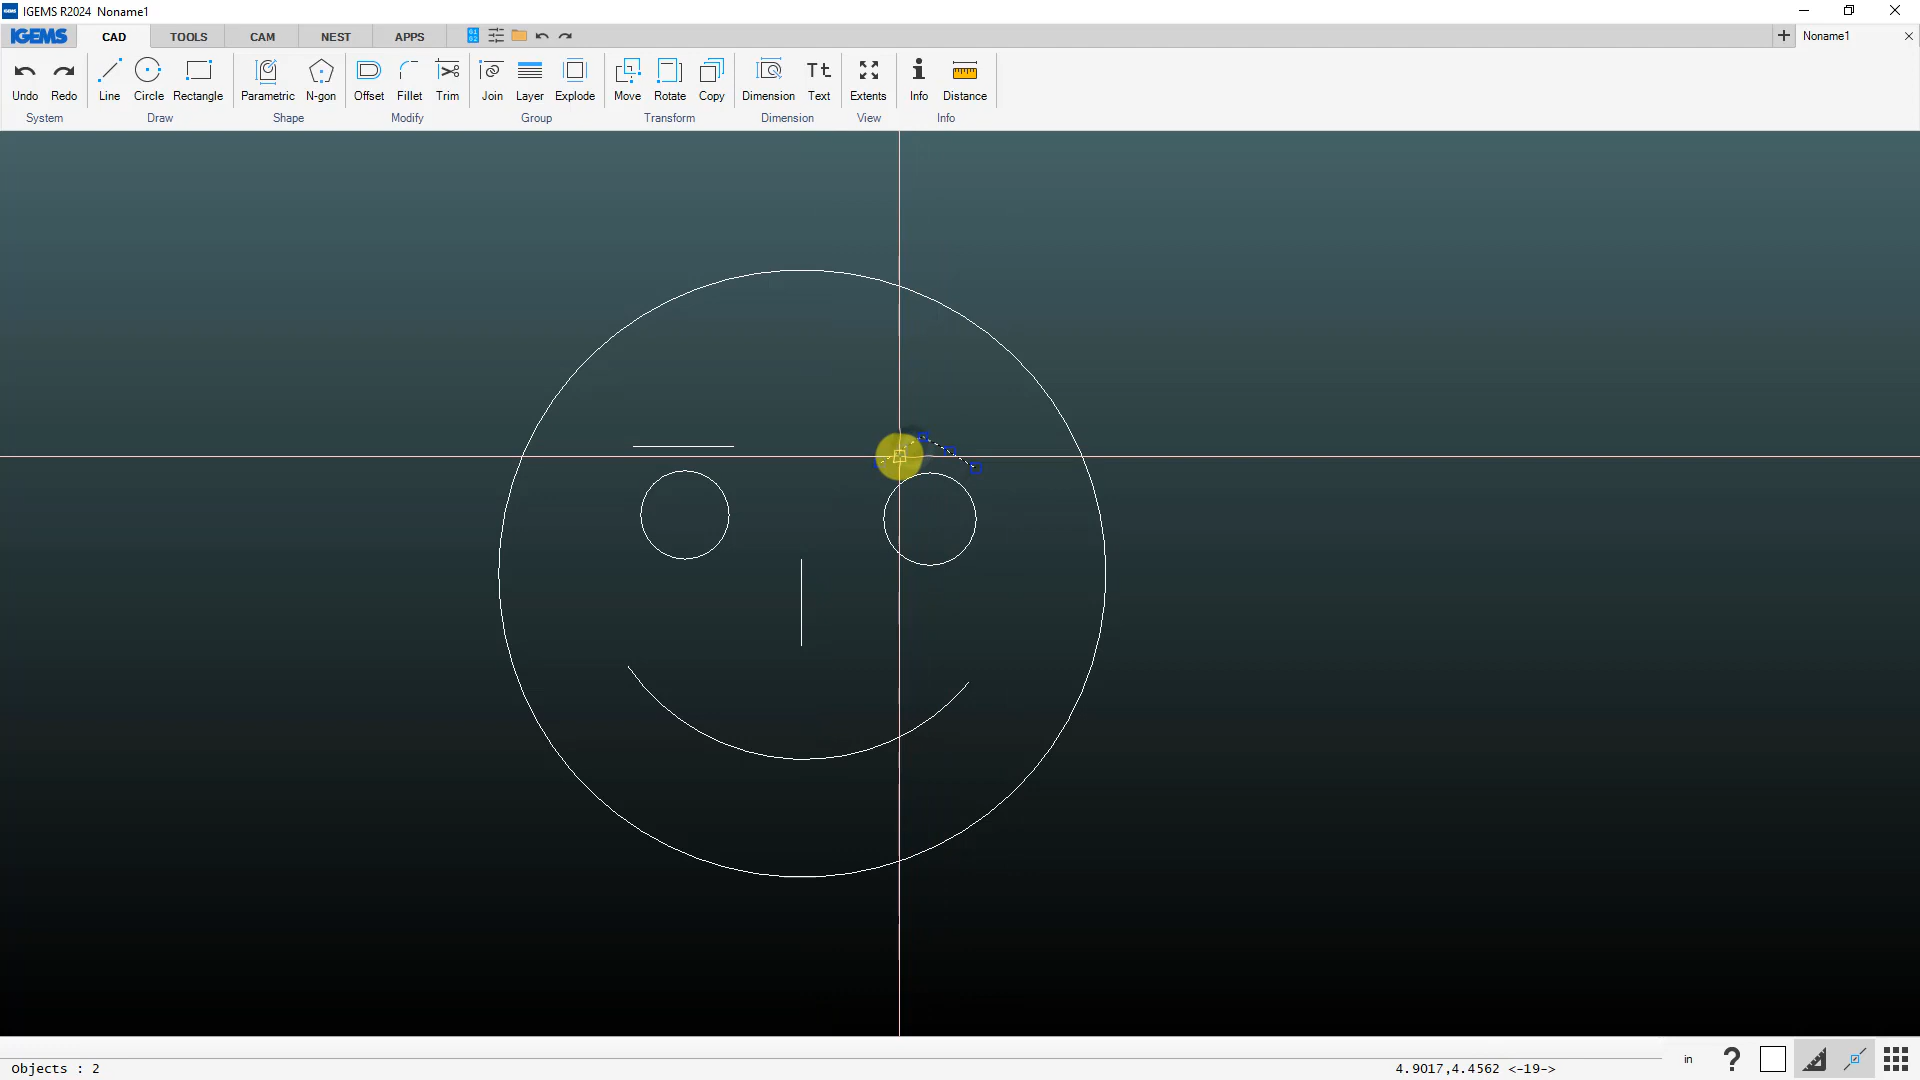 IGEMS R2024 Noname1
IGEMS CAD TOOLS CAM NEST APPS Noname1
Undo Redo Line Circle Rectangle Parametric N-gon Offset Fillet Trim Join Layer Explode Move Rotate Copy Dimension Text Extents Info Distance
System Draw Shape Modify Group Transform Dimension View Info
in
Objects : 2 4.9017,4.4562 <-19->